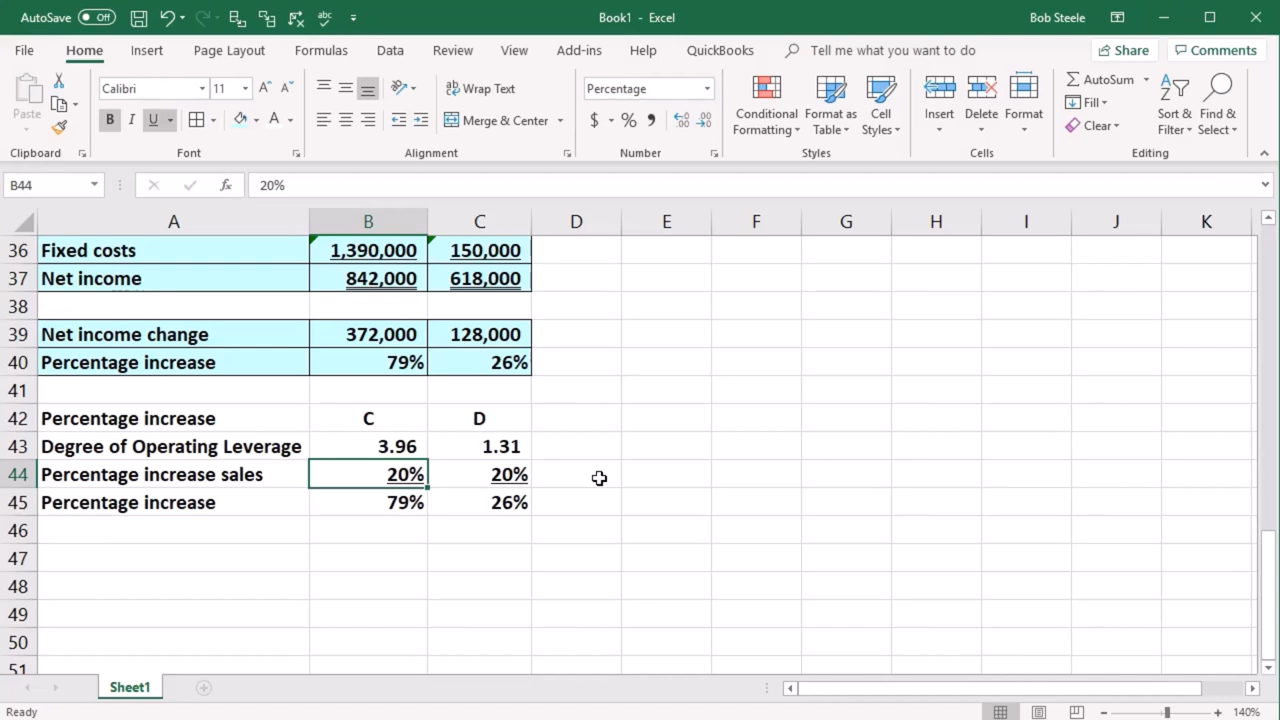 AutoSave Off Book1 - Excel Bob Steele
File Home Insert Page Layout Formulas Data Review View Add-ins Help QuickBooks Tell me what you want to do Share Comments
Paste Calibri 11 Wrap Text Percentage Conditional Formatting Format as Table Cell Styles Insert Delete Format AutoSum Fill Clear Sort & Filter Find & Select
B I U A Merge & Center $ %
Clipboard Font Alignment Number Styles Cells Editing
B44 fx 20%
A B C D E F G H I J K
36 Fixed costs 1,390,000 150,000
37 Net income 842,000 618,000
38
39 Net income change 372,000 128,000
40 Percentage increase 79% 26%
41
42 Percentage increase C D
43 Degree of Operating Leverage 3.96 1.31
44 Percentage increase sales 20% 20%
45 Percentage increase 79% 26%
46
47
48
49
50
51
Sheet1
Ready 140%